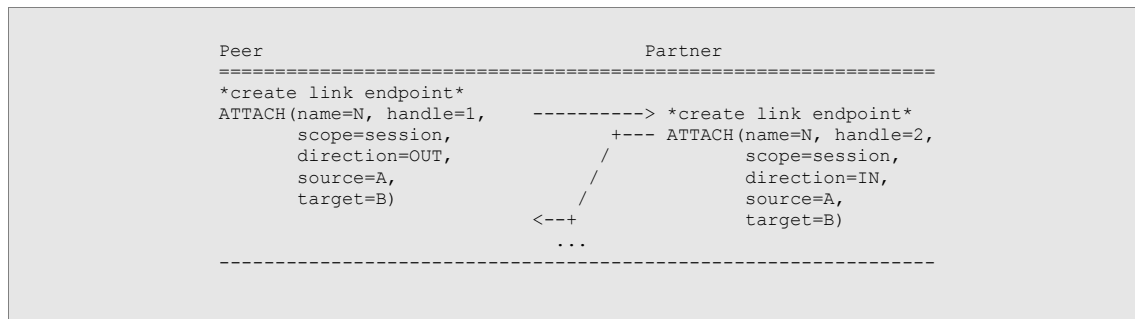 Peer                                  Partner
================================================================
*create link endpoint*
ATTACH(name=N, handle=1,    ----------> *create link endpoint*
       scope=session,              +--- ATTACH(name=N, handle=2,
       direction=OUT,             /            scope=session,
       source=A,                 /             direction=IN,
       target=B)                /              source=A,
                            <--+               target=B)
                              ...
----------------------------------------------------------------